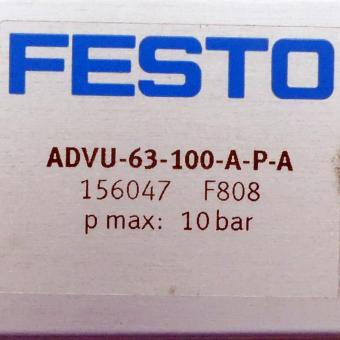 FESTO
ADVU-63-100-A-P-A
156047 F808
p max: 10 bar